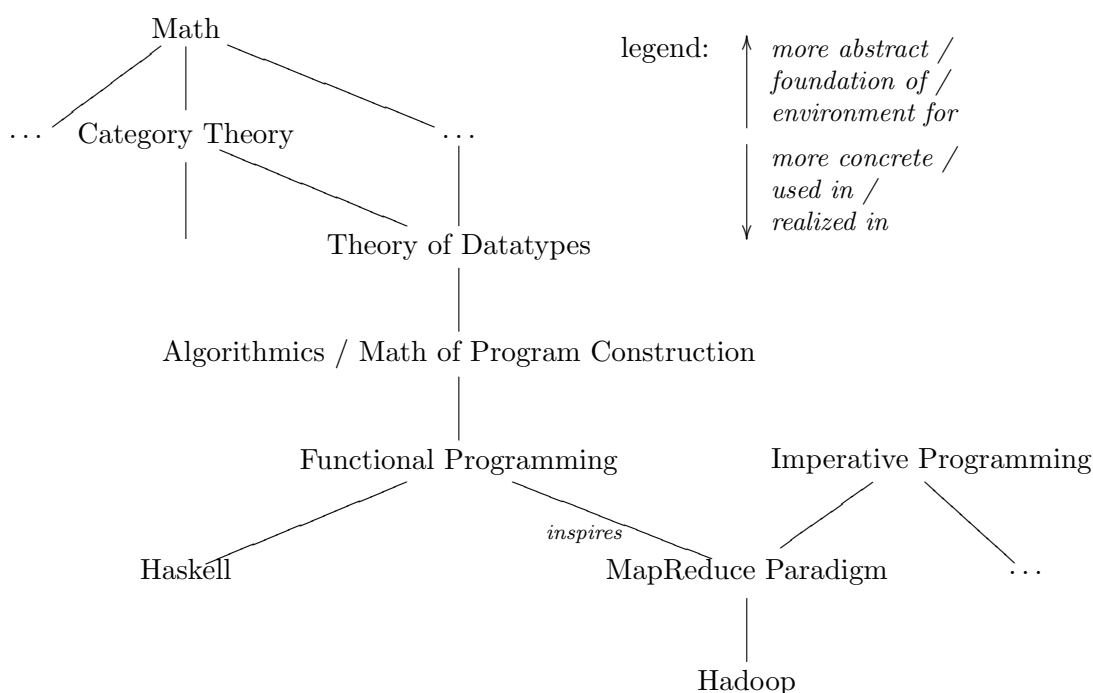 Math
legend:
more abstract /
foundation of /
environment for
... Category Theory ...
more concrete /
used in /
realized in
Theory of Datatypes
Algorithmics / Math of Program Construction
Functional Programming Imperative Programming
inspires
Haskell MapReduce Paradigm ...
Hadoop